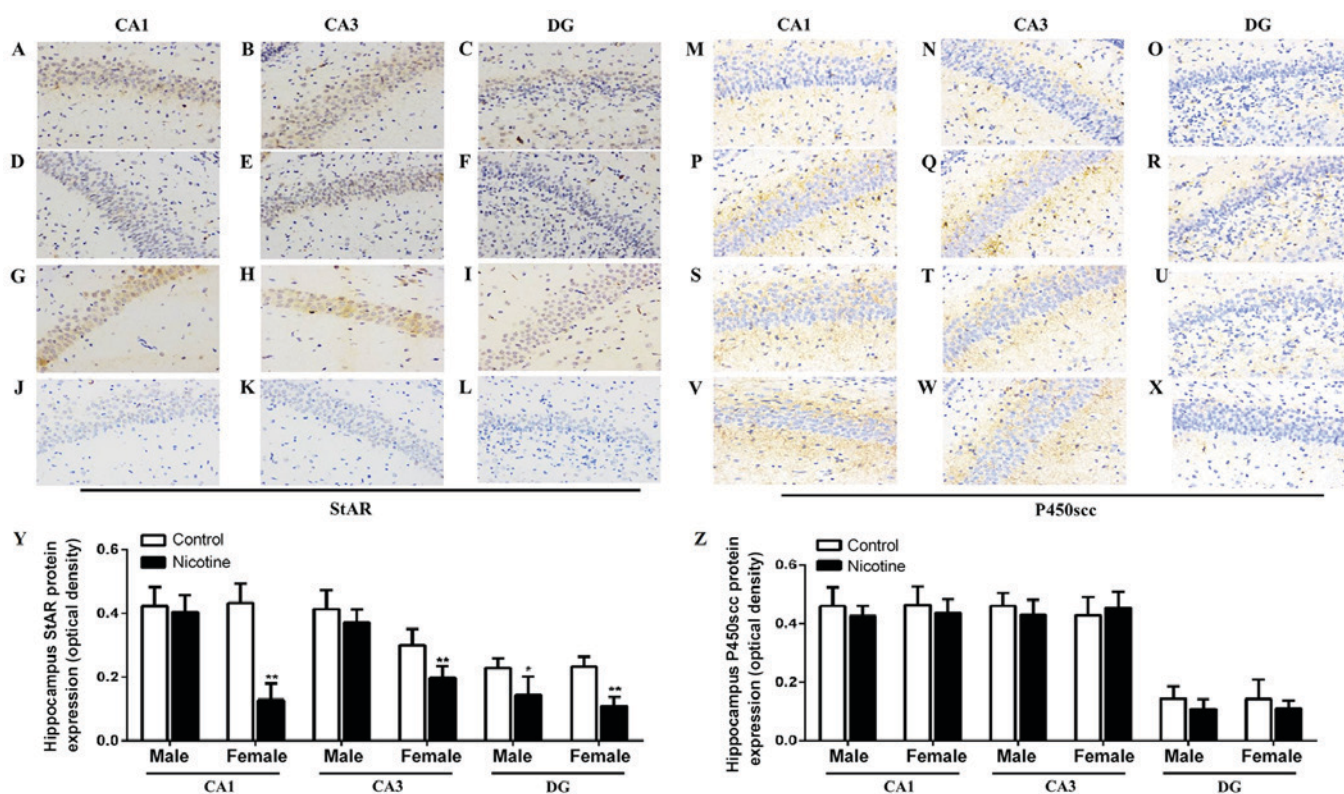 CA1 CA3 DG CA1 CA3 DG
A B C M N O
D E F P Q R
G H I S T U
J K L V W X
StAR P450scc
Y
Hippocampus StAR protein
expression (optical density)
Control
Nicotine
0.6
0.4
0.2
0.0
** ** * **
Male Female Male Female Male Female
CA1 CA3 DG
Z
Hippocampus P450scc protein
expression (optical density)
Control
Nicotine
0.6
0.4
0.2
0.0
Male Female Male Female Male Female
CA1 CA3 DG